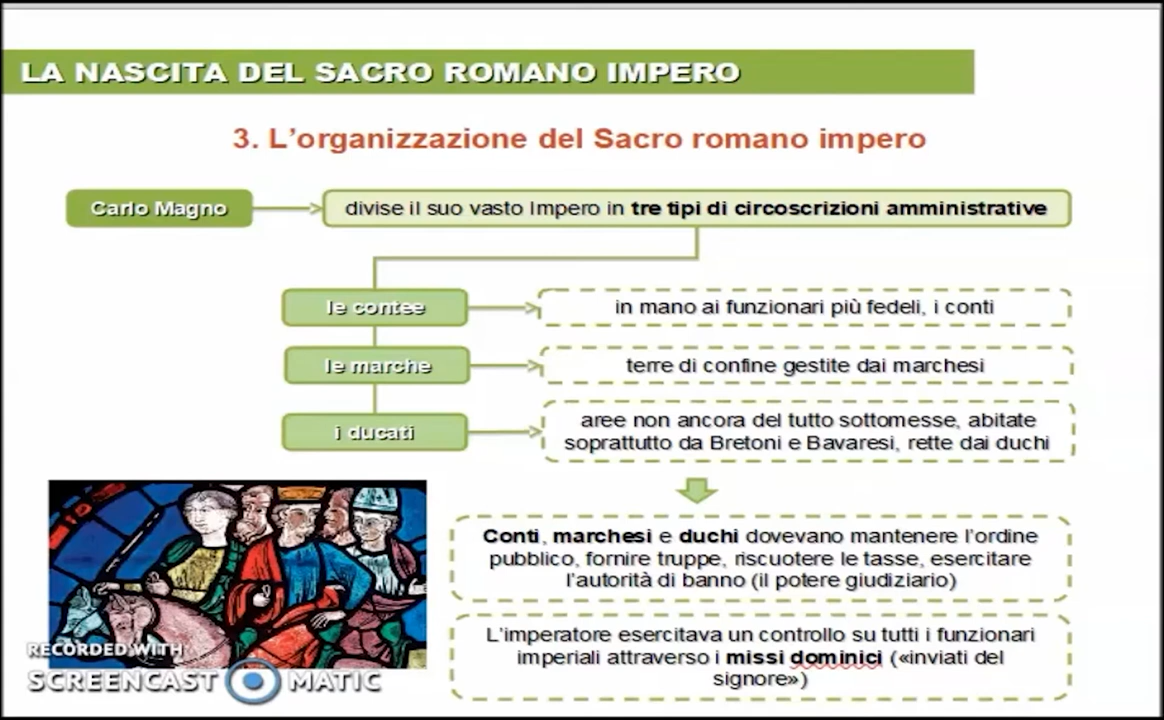 LA NASCITA DEL SACRO ROMANO IMPERO
3. L'organizzazione del Sacro romano impero
Carlo Magno
divise il suo vasto Impero in tre tipi di circoscrizioni amministrative
le contee
in mano ai funzionari più fedeli, i conti
le marche
terre di confine gestite dai marchesi
i ducati
aree non ancora del tutto sottomesse, abitate
soprattutto da Bretoni e Bavaresi, rette dai duchi
Conti, marchesi e duchi dovevano mantenere l'ordine
pubblico, fornire truppe, riscuotere le tasse, esercitare
l'autorità di banno (il potere giudiziario)
L'imperatore esercitava un controllo su tutti i funzionari
imperiali attraverso i missi dominici («inviati del
signore»)
RECORDED WITH
SCREENCAST MATIC